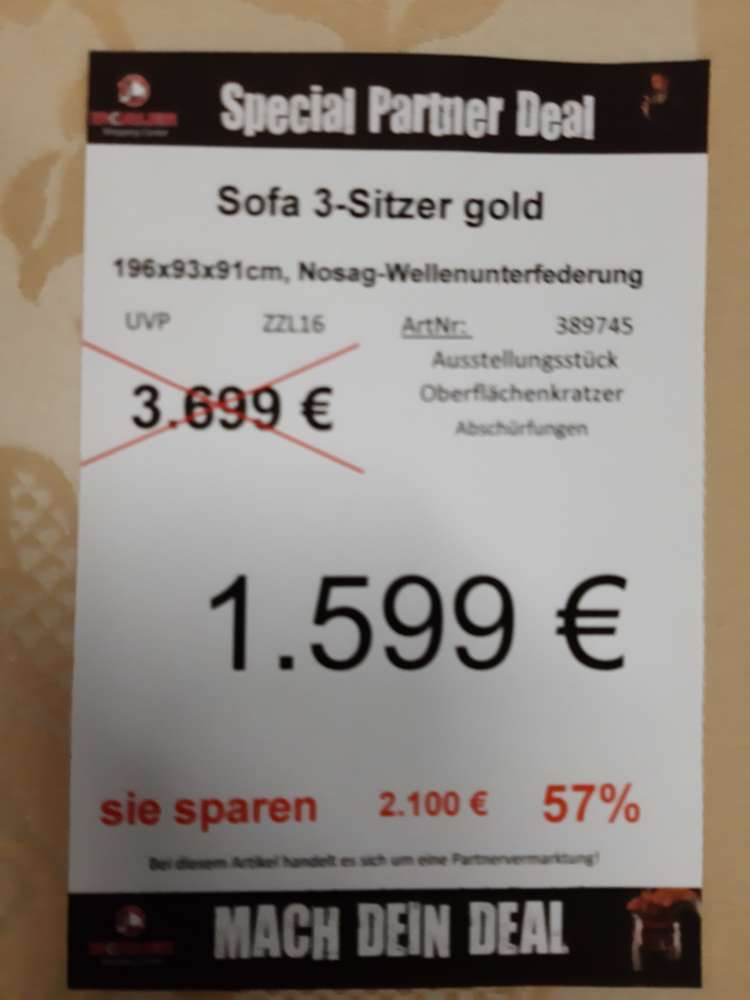 Special Partner Deal
Sofa 3-Sitzer gold
196x93x91cm, Nosag-Wellenunterfederung
UVP ZZL16 ArtNr: 389745
Ausstellungsstück
3.699 € Oberflächenkratzer
Abschürfungen
1.599 €
sie sparen 2.100 € 57%
Bei diesem Artikel handelt es sich um eine Partnervermarktung!
MACH DEIN DEAL